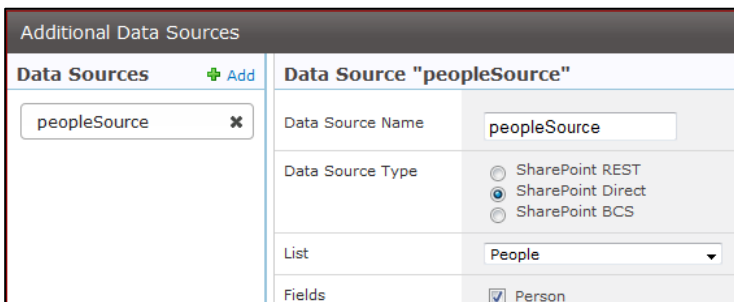 Additional Data Sources
Data Sources Add
peopleSource
Data Source "peopleSource"
Data Source Name peopleSource
Data Source Type SharePoint REST
SharePoint Direct
SharePoint BCS
List People
Fields Person